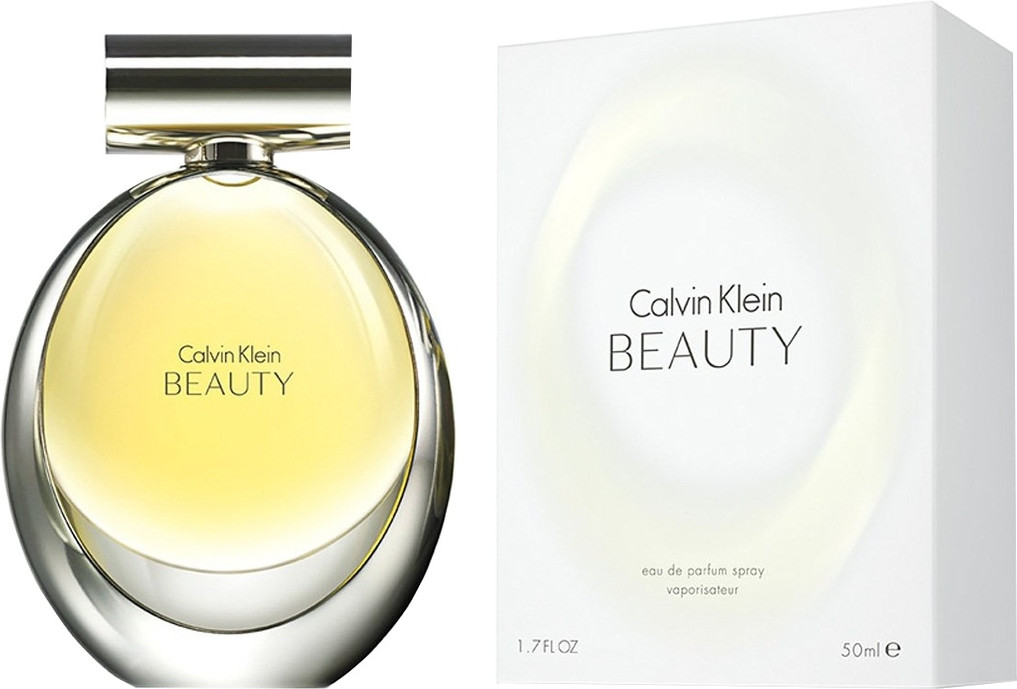 Calvin Klein
BEAUTY
Calvin Klein
BEAUTY
eau de parfum spray
vaporisateur
1.7 FL OZ
50ml e